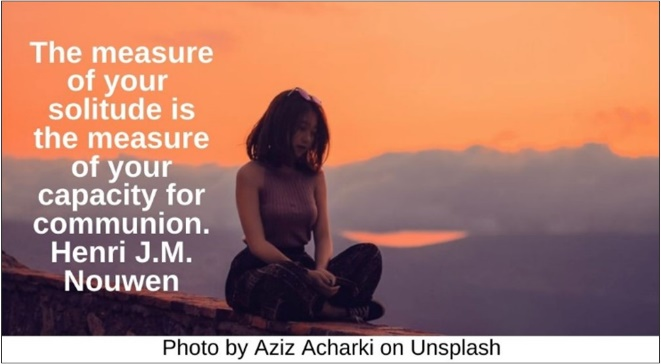 The measure
of your
solitude is
the measure
of your
capacity for
communion.
Henri J.M.
Nouwen
Photo by Aziz Acharki on Unsplash